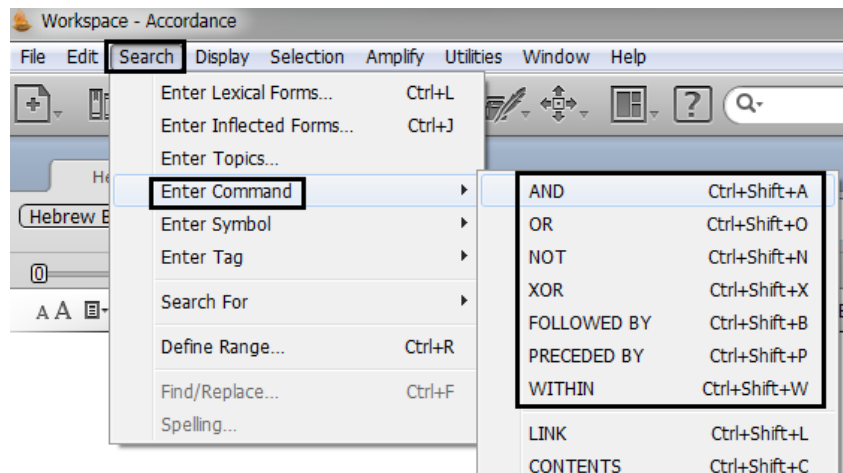 Workspace - Accordance
File Edit Search Display Selection Amplify Utilities Window Help
Enter Lexical Forms... Ctrl+L
Enter Inflected Forms... Ctrl+J
Enter Topics...
Enter Command
Enter Symbol
Enter Tag
Search For
Define Range... Ctrl+R
Find/Replace... Ctrl+F
Spelling...
AND Ctrl+Shift+A
OR Ctrl+Shift+O
NOT Ctrl+Shift+N
XOR Ctrl+Shift+X
FOLLOWED BY Ctrl+Shift+B
PRECEDED BY Ctrl+Shift+P
WITHIN Ctrl+Shift+W
LINK Ctrl+Shift+L
CONTENTS Ctrl+Shift+C
He
Hebrew B
0
A A